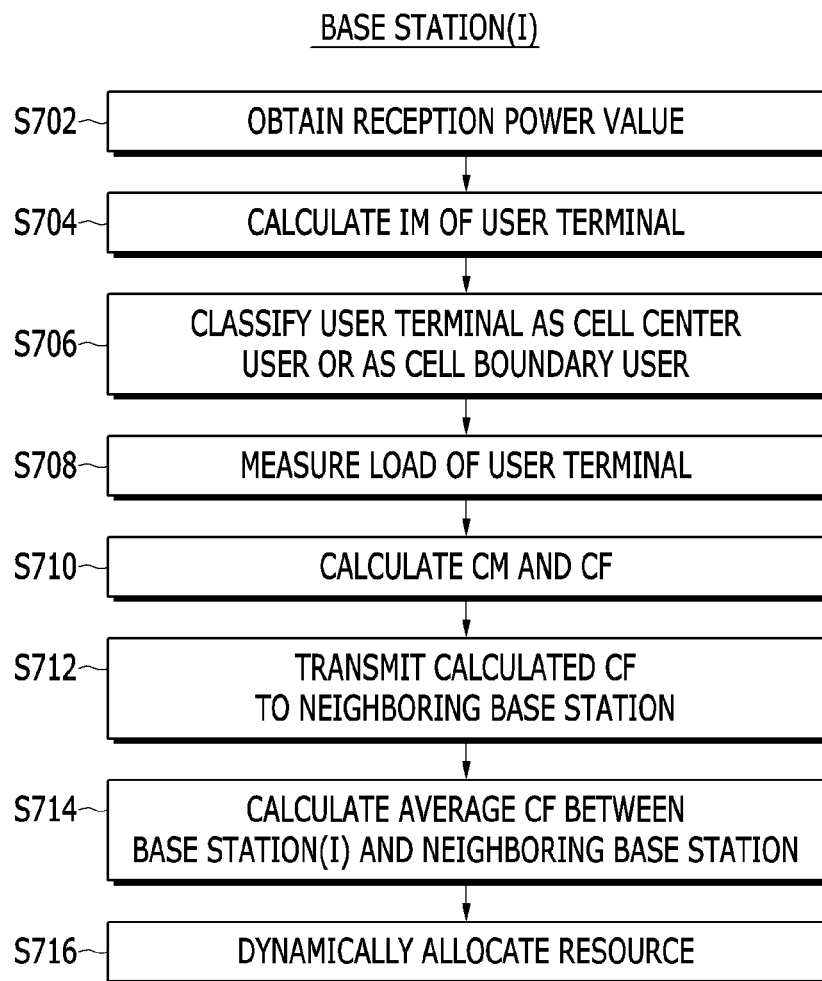 BASE STATION(I)
S702 OBTAIN RECEPTION POWER VALUE
S704 CALCULATE IM OF USER TERMINAL
S706 CLASSIFY USER TERMINAL AS CELL CENTER
USER OR AS CELL BOUNDARY USER
S708 MEASURE LOAD OF USER TERMINAL
S710 CALCULATE CM AND CF
S712 TRANSMIT CALCULATED CF
TO NEIGHBORING BASE STATION
S714 CALCULATE AVERAGE CF BETWEEN
BASE STATION(I) AND NEIGHBORING BASE STATION
S716 DYNAMICALLY ALLOCATE RESOURCE